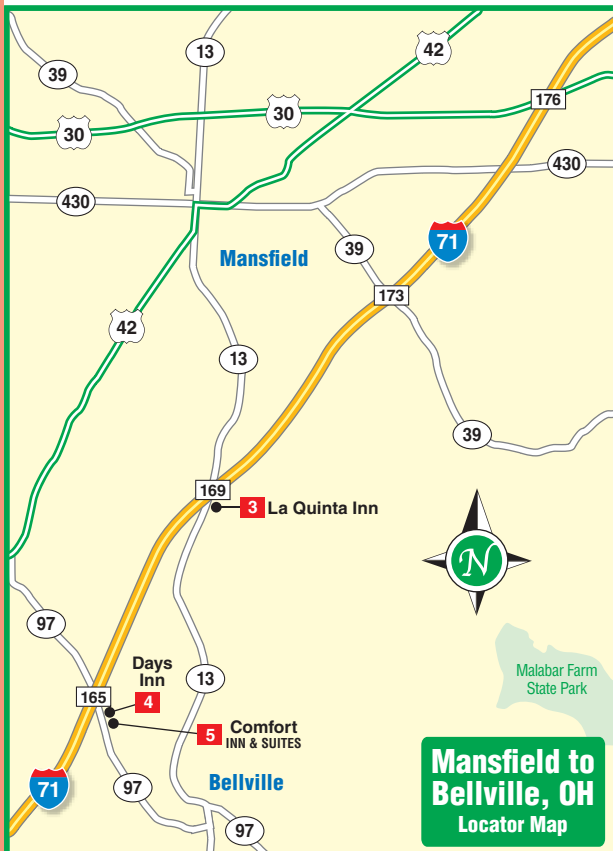 13
42
39
176
30
30
430
430
71
Mansfield
39
173
42
13
39
169
3 La Quinta Inn
N
97
Days
Inn
13
Malabar Farm
State Park
165
4
5 Comfort
INN & SUITES
Mansfield to
Bellville, OH
Locator Map
71
97
Bellville
97